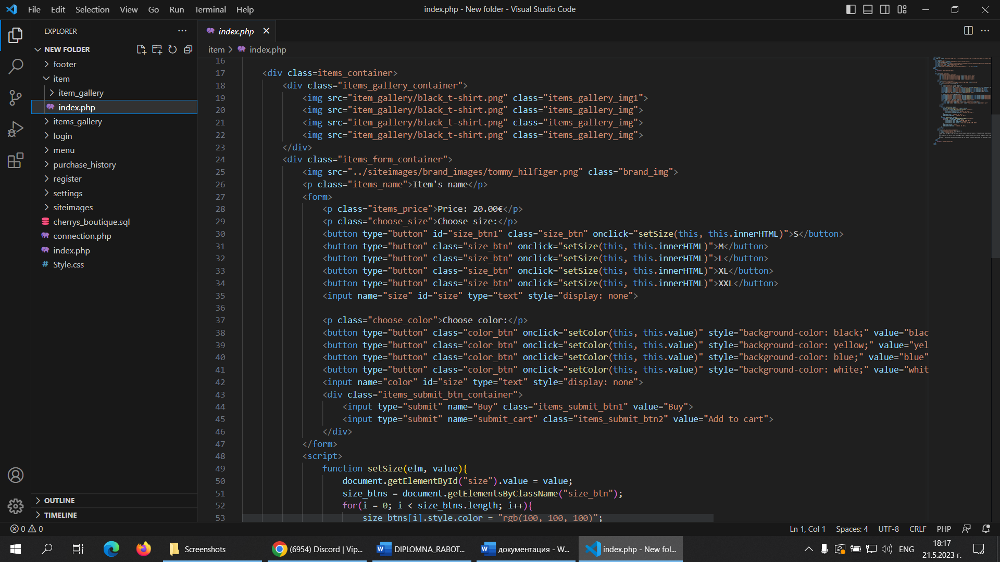 File Edit Selection View Go Run Terminal Help
index.php - New folder - Visual Studio Code
EXPLORER
NEW FOLDER
footer
item
item_gallery
index.php
items_gallery
login
menu
purchase_history
register
settings
siteimages
cherrys_boutique.sql
connection.php
index.php
Style.css
OUTLINE
TIMELINE
index.php
item > index.php
16
17 <div class=items_container>
18 <div class="items_gallery_container">
19 <img src="item_gallery/black_t-shirt.png" class="items_gallery_img1">
20 <img src="item_gallery/black_t-shirt.png" class="items_gallery_img">
21 <img src="item_gallery/black_t-shirt.png" class="items_gallery_img">
22 <img src="item_gallery/black_t-shirt.png" class="items_gallery_img">
23 </div>
24 <div class="items_form_container">
25 <img src="../siteimages/brand_images/tommy_hilfiger.png" class="brand_img">
26 <p class="items_name">Item's name</p>
27 <form>
28 <p class="items_price">Price: 20.00€</p>
29 <p class="choose_size">Choose size:</p>
30 <button type="button" id="size_btn1" class="size_btn" onclick="setSize(this, this.innerHTML)">S</button>
31 <button type="button" class="size_btn" onclick="setSize(this, this.innerHTML)">M</button>
32 <button type="button" class="size_btn" onclick="setSize(this, this.innerHTML)">L</button>
33 <button type="button" class="size_btn" onclick="setSize(this, this.innerHTML)">XL</button>
34 <button type="button" class="size_btn" onclick="setSize(this, this.innerHTML)">XXL</button>
35 <input name="size" id="size" type="text" style="display: none">
36
37 <p class="choose_color">Choose color:</p>
38 <button type="button" class="color_btn" onclick="setColor(this, this.value)" style="background-color: black;" value="blac
39 <button type="button" class="color_btn" onclick="setColor(this, this.value)" style="background-color: yellow;" value="yel
40 <button type="button" class="color_btn" onclick="setColor(this, this.value)" style="background-color: blue;" value="blue"
41 <button type="button" class="color_btn" onclick="setColor(this, this.value)" style="background-color: white;" value="whit
42 <input name="color" id="size" type="text" style="display: none">
43 <div class="items_submit_btn_container">
44 <input type="submit" name="Buy" class="items_submit_btn1" value="Buy">
45 <input type="submit" name="submit_cart" class="items_submit_btn2" value="Add to cart">
46 </div>
47 </form>
48 <script>
49 function setSize(elm, value){
50 document.getElementById("size").value = value;
51 size_btns = document.getElementsByClassName("size_btn");
52 for(i = 0; i < size_btns.length; i++){
53 size_btns[i].style.color = "rgb(100, 100, 100)";
0 0
Ln 1, Col 1 Spaces: 4 UTF-8 CRLF PHP
Screenshots
(6954) Discord | Vip...
DIPLOMNA_RABOT...
документация - W...
index.php - New fol...
ENG
18:17
21.5.2023 г.